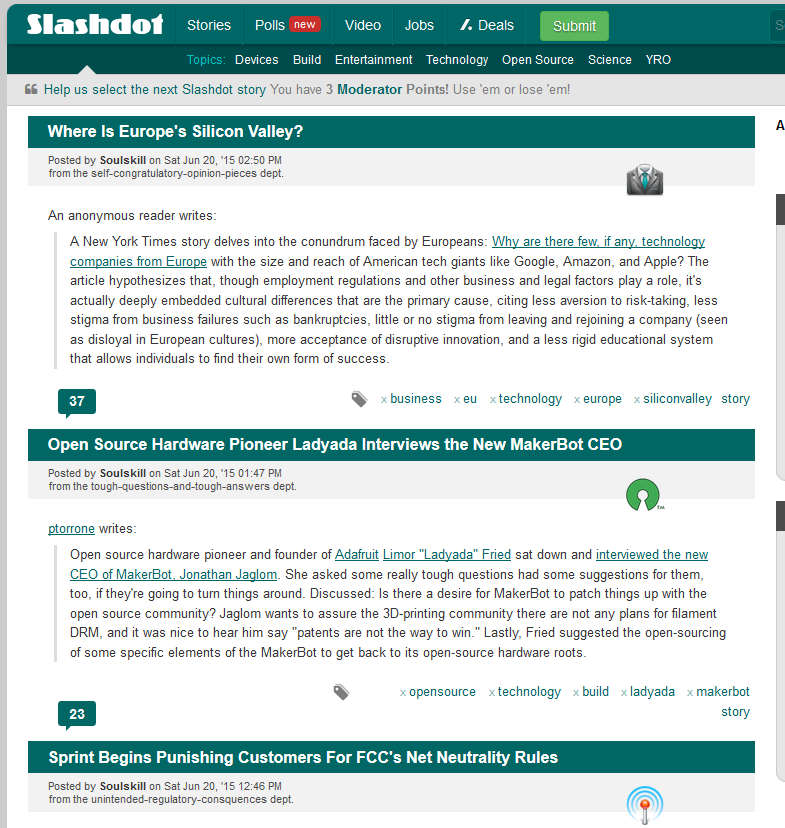 Slashdot Stories Polls new Video Jobs Deals Submit S
Topics: Devices Build Entertainment Technology Open Source Science YRO
Help us select the next Slashdot story You have 3 Moderator Points! Use 'em or lose 'em!
Where Is Europe's Silicon Valley?
A
Posted by Soulskill on Sat Jun 20, '15 02:50 PM
from the self-congratulatory-opinion-pieces dept.
An anonymous reader writes:
A New York Times story delves into the conundrum faced by Europeans: Why are there few, if any, technology
companies from Europe with the size and reach of American tech giants like Google, Amazon, and Apple? The
article hypothesizes that, though employment regulations and other business and legal factors play a role, it's
actually deeply embedded cultural differences that are the primary cause, citing less aversion to risk-taking, less
stigma from business failures such as bankruptcies, little or no stigma from leaving and rejoining a company (seen
as disloyal in European cultures), more acceptance of disruptive innovation, and a less rigid educational system
that allows individuals to find their own form of success.
37 x business x eu x technology x europe x siliconvalley story
Open Source Hardware Pioneer Ladyada Interviews the New MakerBot CEO
Posted by Soulskill on Sat Jun 20, '15 01:47 PM
from the tough-questions-and-tough-answers dept.
TM
ptorrone writes:
Open source hardware pioneer and founder of Adafruit Limor "Ladyada" Fried sat down and interviewed the new
CEO of MakerBot, Jonathan Jaglom. She asked some really tough questions had some suggestions for them,
too, if they're going to turn things around. Discussed: Is there a desire for MakerBot to patch things up with the
open source community? Jaglom wants to assure the 3D-printing community there are not any plans for filament
DRM, and it was nice to hear him say "patents are not the way to win." Lastly, Fried suggested the open-sourcing
of some specific elements of the MakerBot to get back to its open-source hardware roots.
x opensource x technology x build x ladyada x makerbot
story
23
Sprint Begins Punishing Customers For FCC's Net Neutrality Rules
Posted by Soulskill on Sat Jun 20, '15 12:46 PM
from the unintended-regulatory-consquences dept.